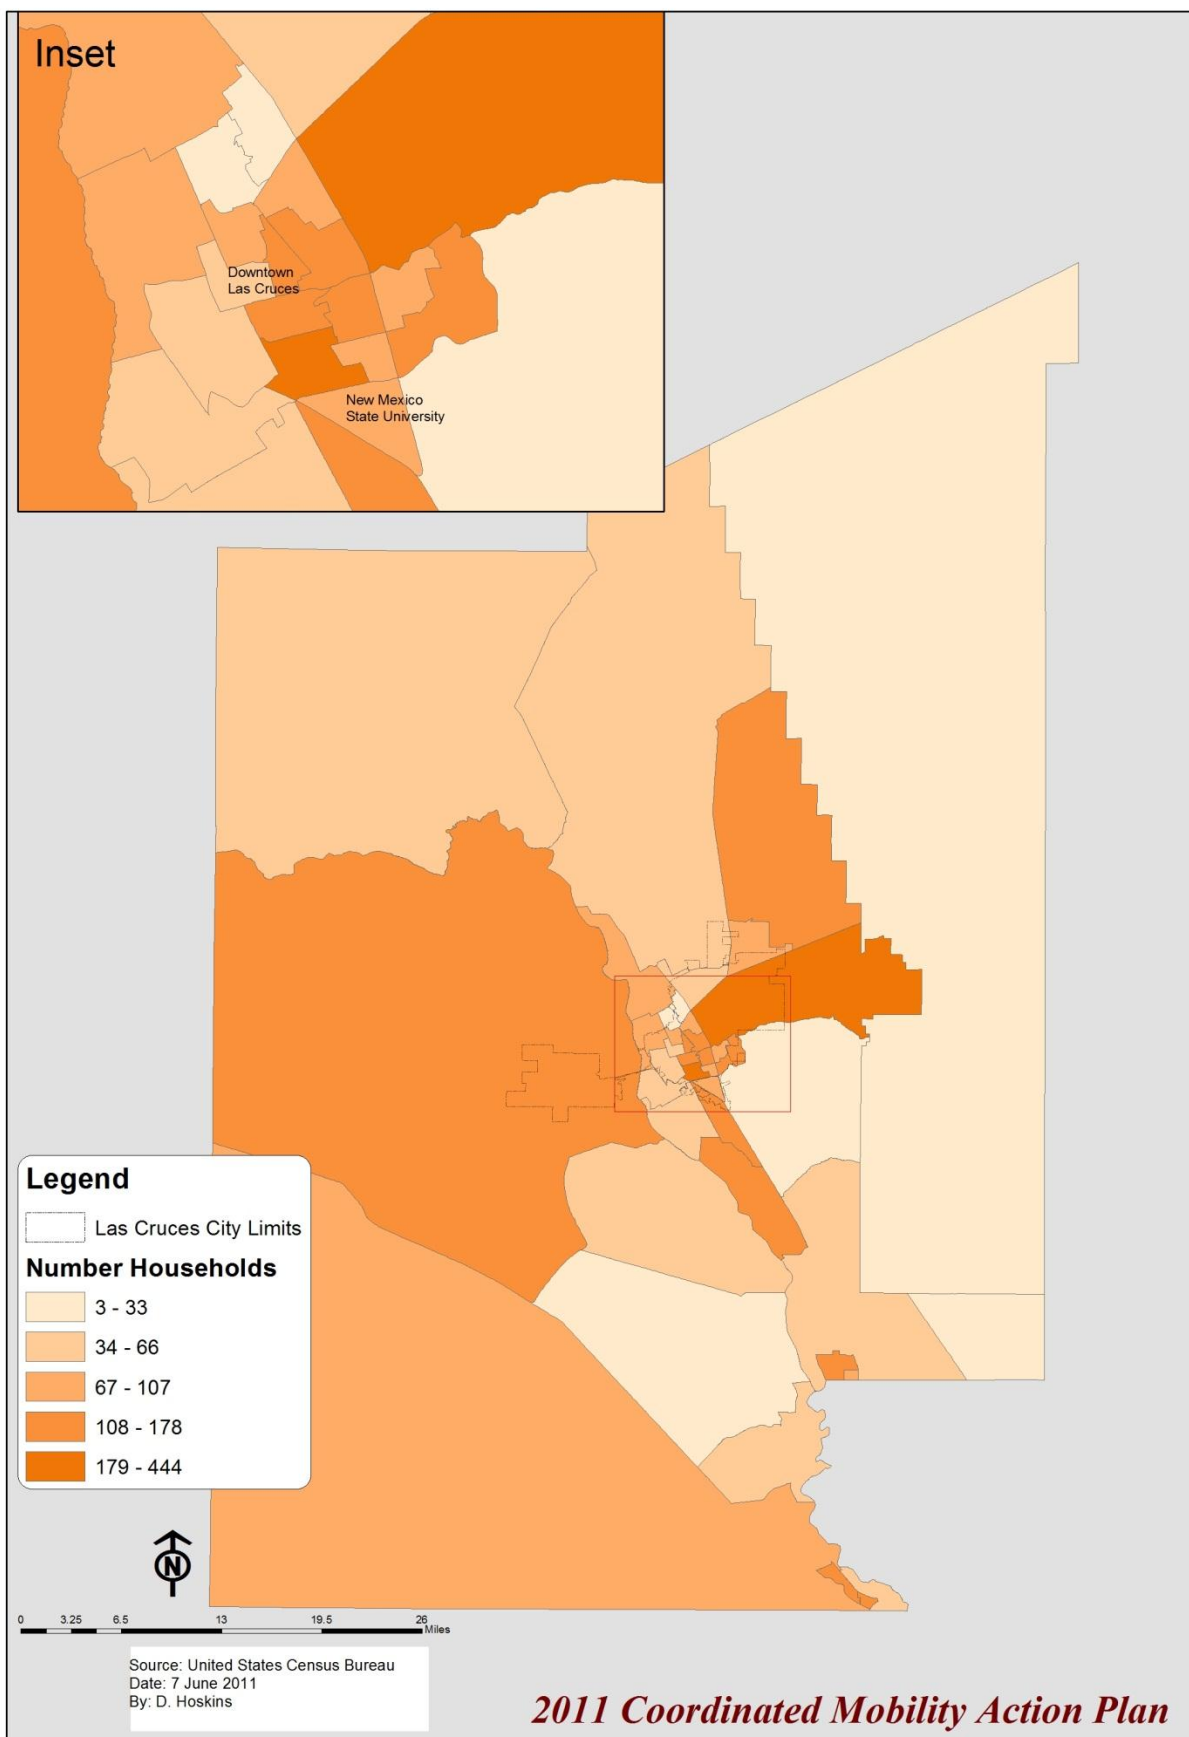 Inset
Downtown
Las Cruces
New Mexico
State University
Legend
Las Cruces City Limits
Number Households
3 - 33
34 - 66
67 - 107
108 - 178
179 - 444
N
0 3.25 6.5 13 19.5 26
Miles
Source: United States Census Bureau
Date: 7 June 2011
By: D. Hoskins
2011 Coordinated Mobility Action Plan